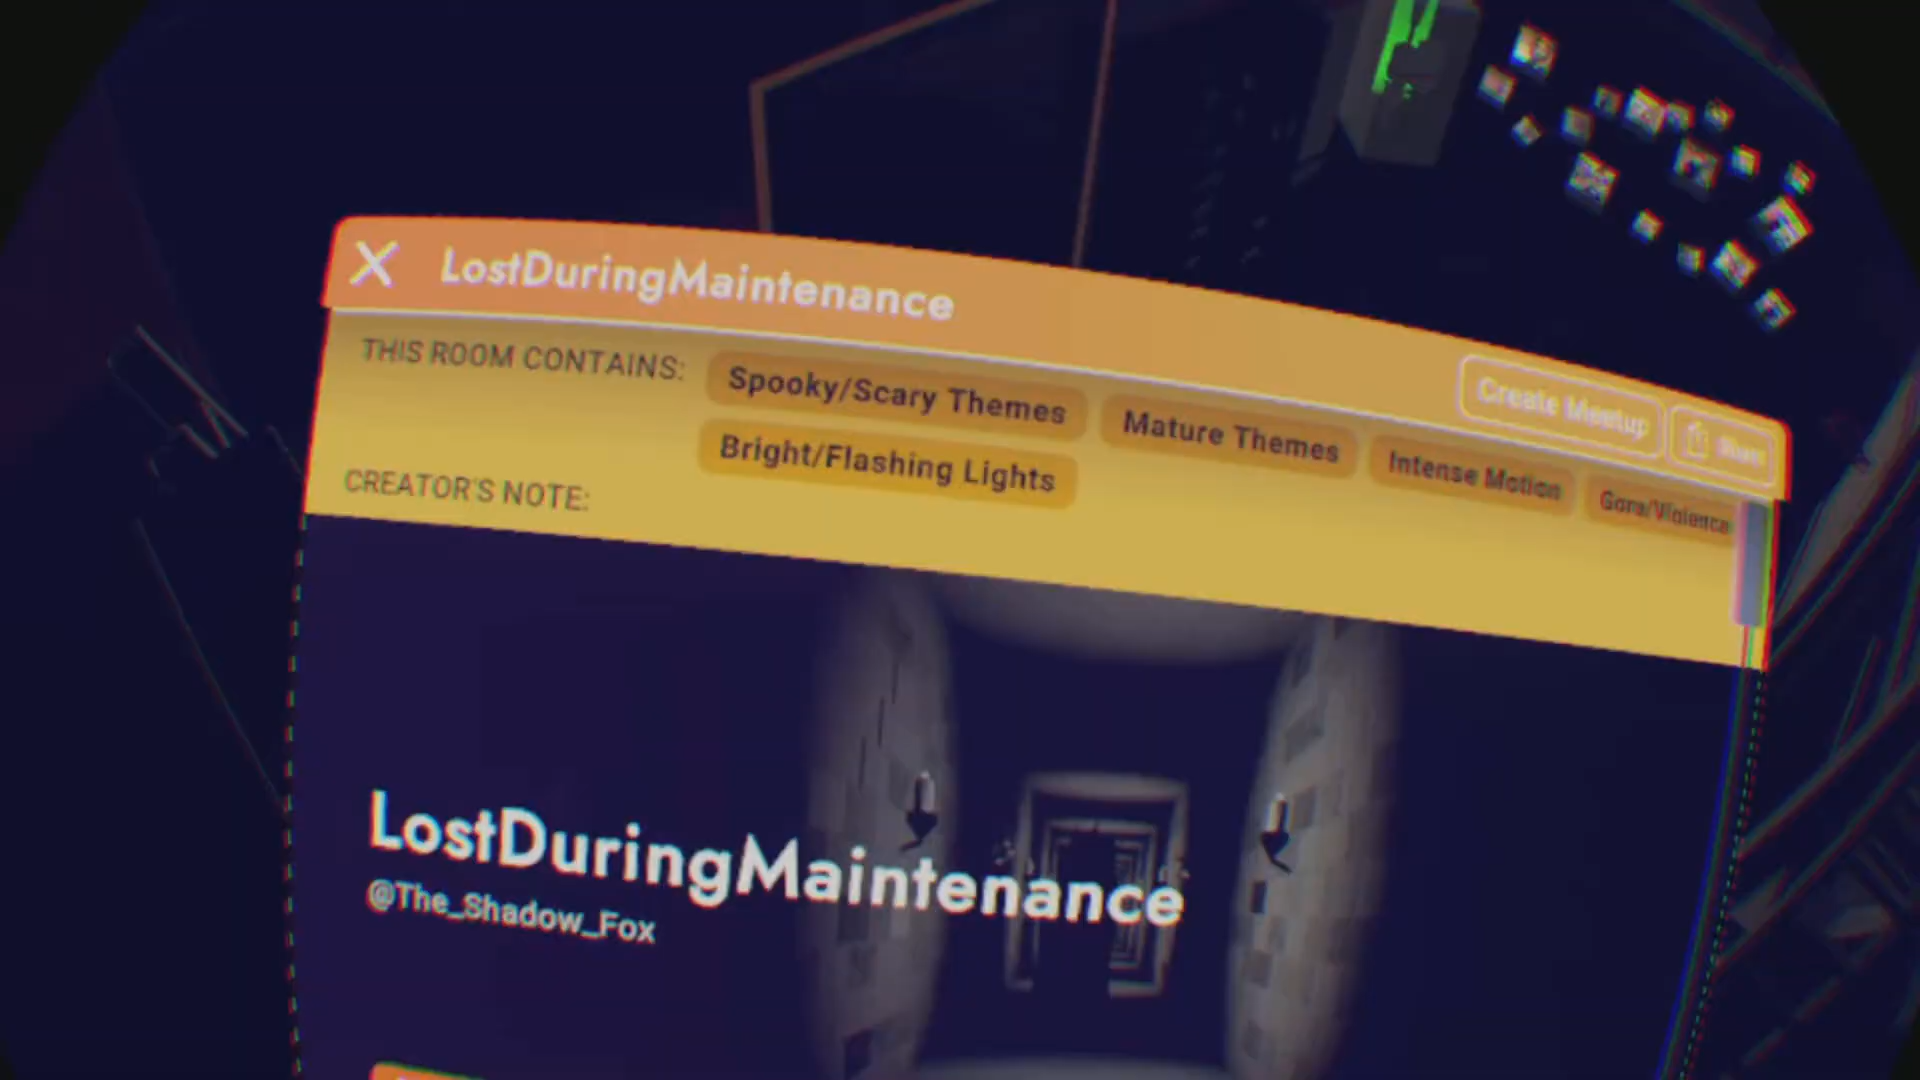 LostDuringMaintenance
Create Meetup
THIS ROOM CONTAINS: Spooky/Scary Themes Mature Themes Intense Motion Gore/Violence
Bright/Flashing Lights
CREATOR'S NOTE:
LostDuringMaintenance
@The_Shadow_Fox